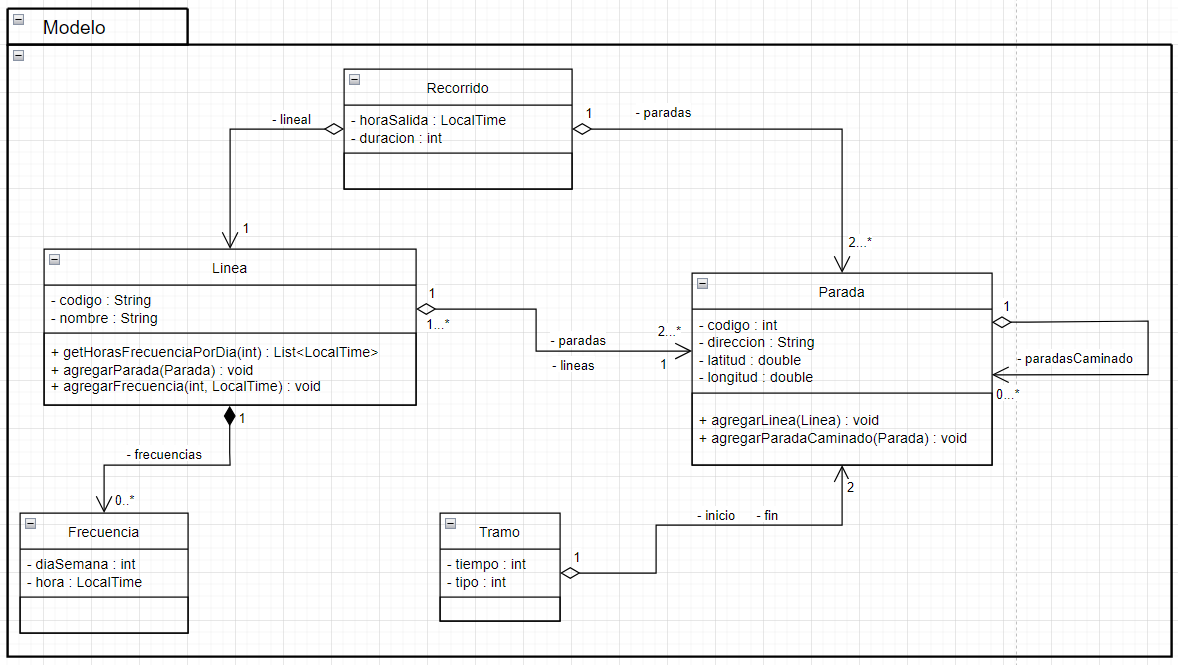 Modelo
Recorrido
- horaSalida : LocalTime
- duracion : int
- lineal
1
- paradas
1
2...*
Linea
- codigo : String
- nombre : String
+ getHorasFrecuenciaPorDia(int) : List<LocalTime>
+ agregarParada(Parada) : void
+ agregarFrecuencia(int, LocalTime) : void
1
1...*
- paradas
- lineas
2...*
1
Parada
- codigo : int
- direccion : String
- latitud : double
- longitud : double
+ agregarLinea(Linea) : void
+ agregarParadaCaminado(Parada) : void
1
- paradasCaminado
0...*
1
- frecuencias
0..*
Frecuencia
- diaSemana : int
- hora : LocalTime
Tramo
- tiempo : int
- tipo : int
1
- inicio - fin
2